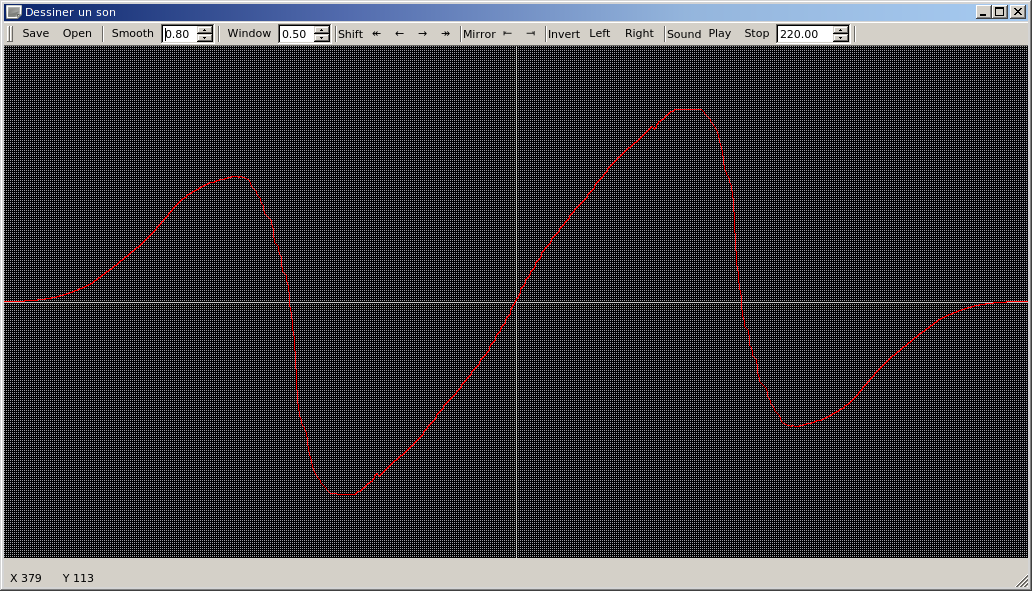 Dessiner un son
Save Open Smooth 0.80 Window 0.50 Shift ↞ ← → ↠ Mirror ⇤ ⇥ Invert Left Right Sound Play Stop 220.00
X 379 Y 113